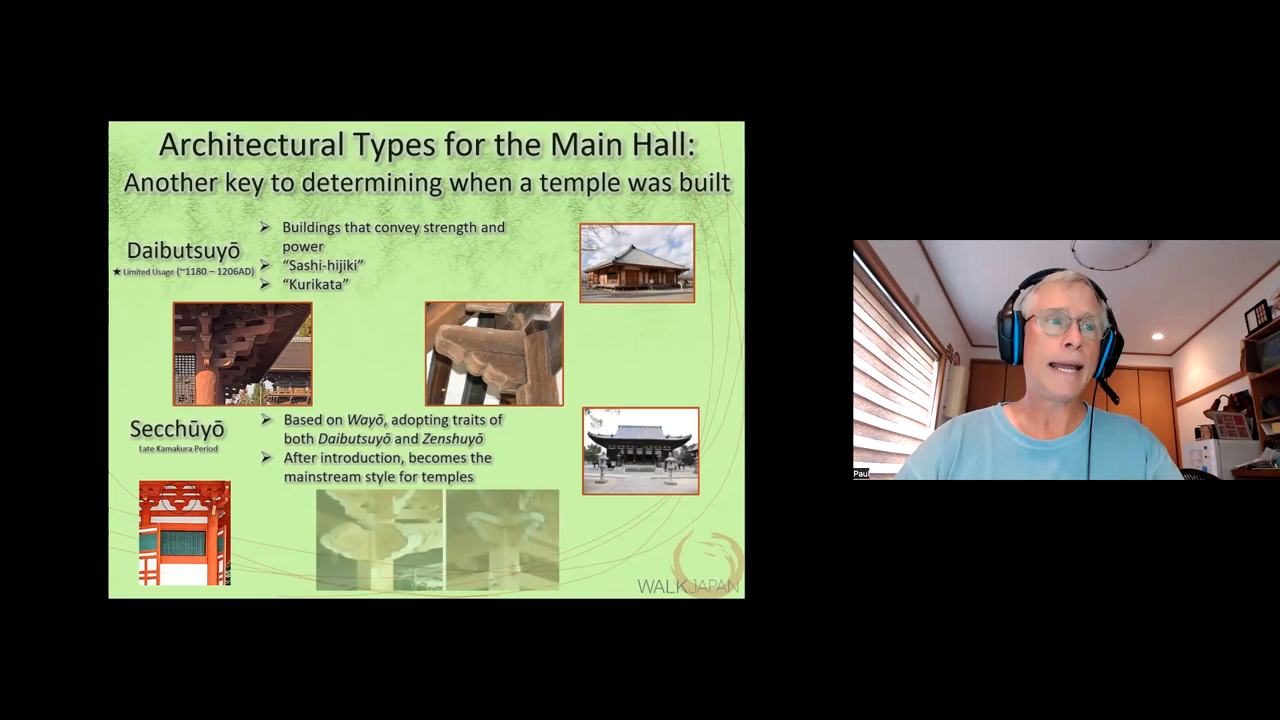 Architectural Types for the Main Hall:
Another key to determining when a temple was built
Daibutsuyō
★ Limited Usage (~1180 – 1206AD)
➢ Buildings that convey strength and
power
➢ “Sashi-hijiki”
➢ “Kurikata”
Secchūyō
Late Kamakura Period
➢ Based on Wayō, adopting traits of
both Daibutsuyō and Zenshuyō
➢ After introduction, becomes the
mainstream style for temples
WALK JAPAN
Paul